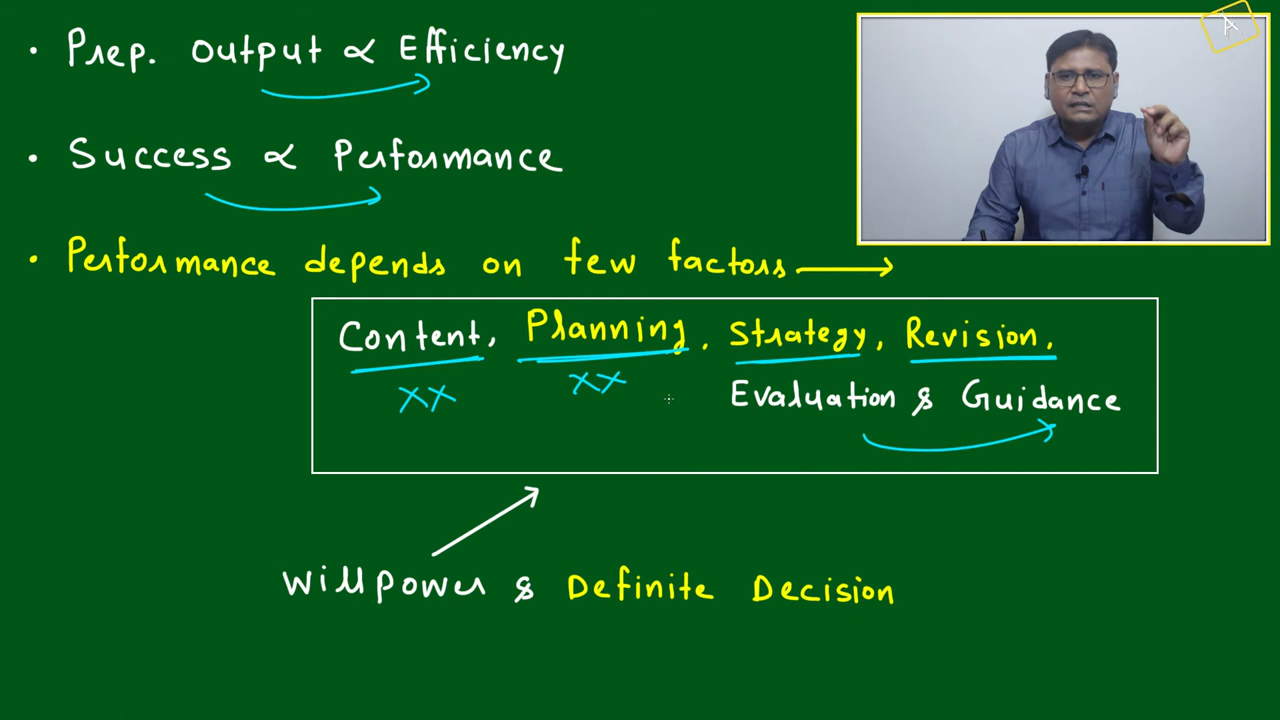 • Prep. Output ∝ Efficiency
• Success ∝ Performance
• Performance depends on few factors →
Content, Planning, Strategy, Revision,
xx xx
Evaluation & Guidance
Willpower & Definite Decision
A